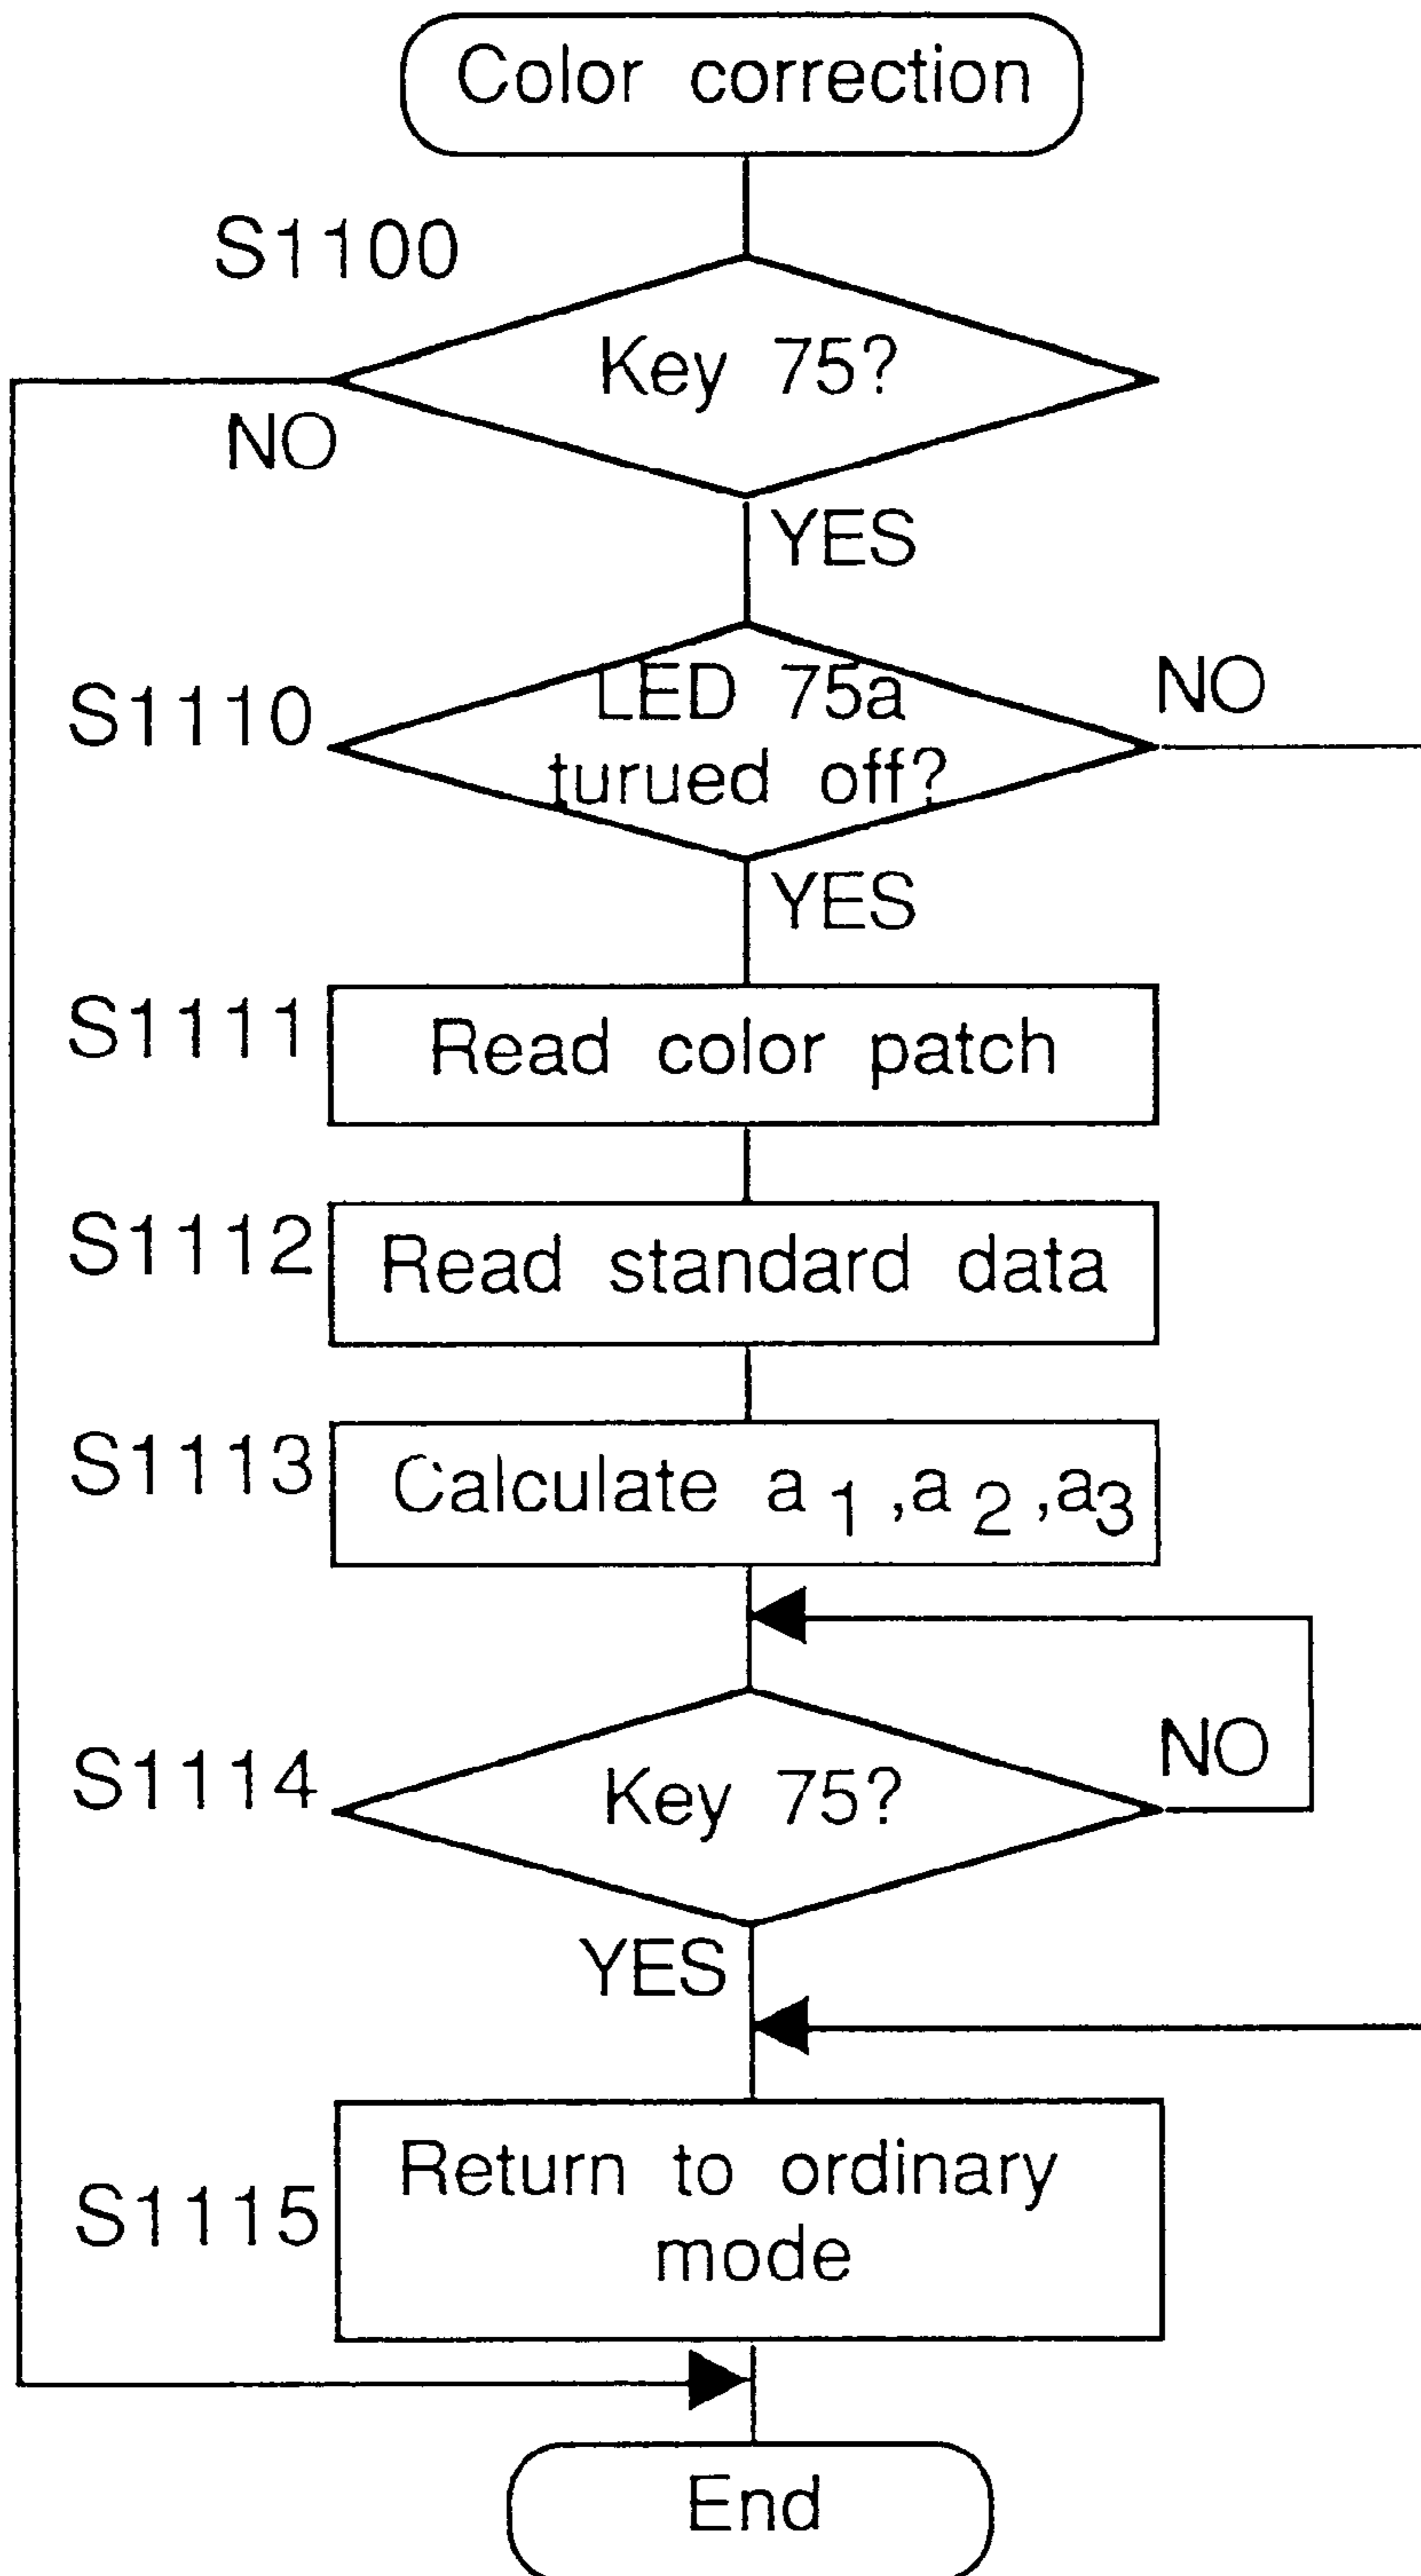 Color correction
S1100
Key 75?
NO
YES
LED 75a
NO
S1110
turued off?
YES
S1111
Read color patch
S1112
Read standard data
S1113
Calculate a1 ,a2 ,a3
S1114
Key 75?
NO
YES
Return to ordinary
S1115
mode
End